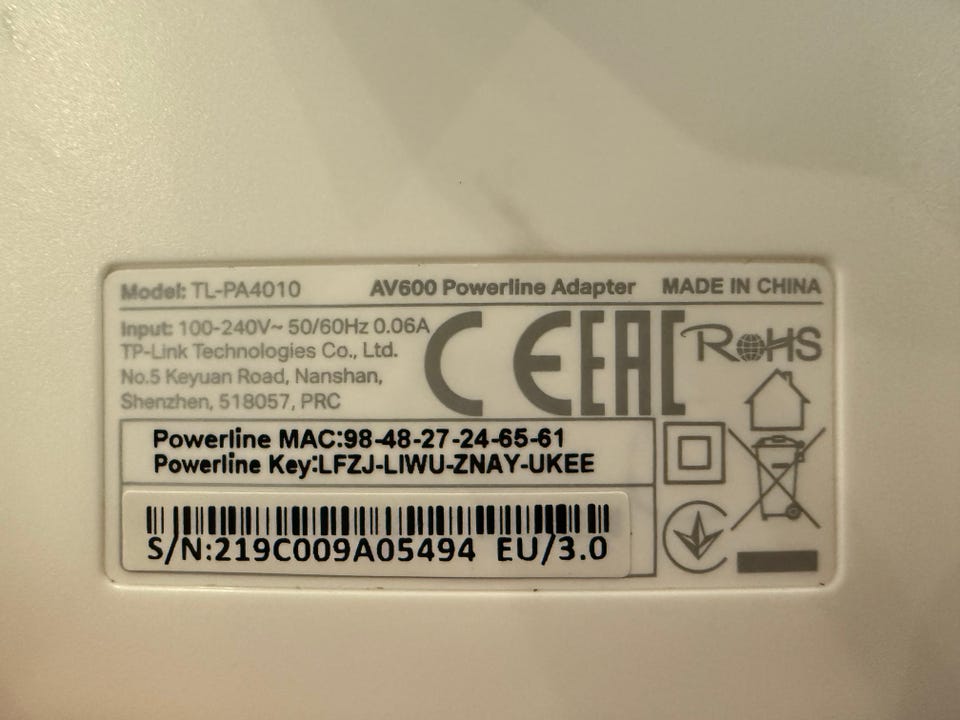 Model: TL-PA4010 AV600 Powerline Adapter MADE IN CHINA
Input: 100-240V~ 50/60Hz 0.06A
TP-Link Technologies Co., Ltd.
No.5 Keyuan Road, Nanshan,
Shenzhen, 518057, PRC
CE EAC RoHS
Powerline MAC:98-48-27-24-65-61
Powerline Key:LFZJ-LIWU-ZNAY-UKEE
S/N:219C009A05494 EU/3.0